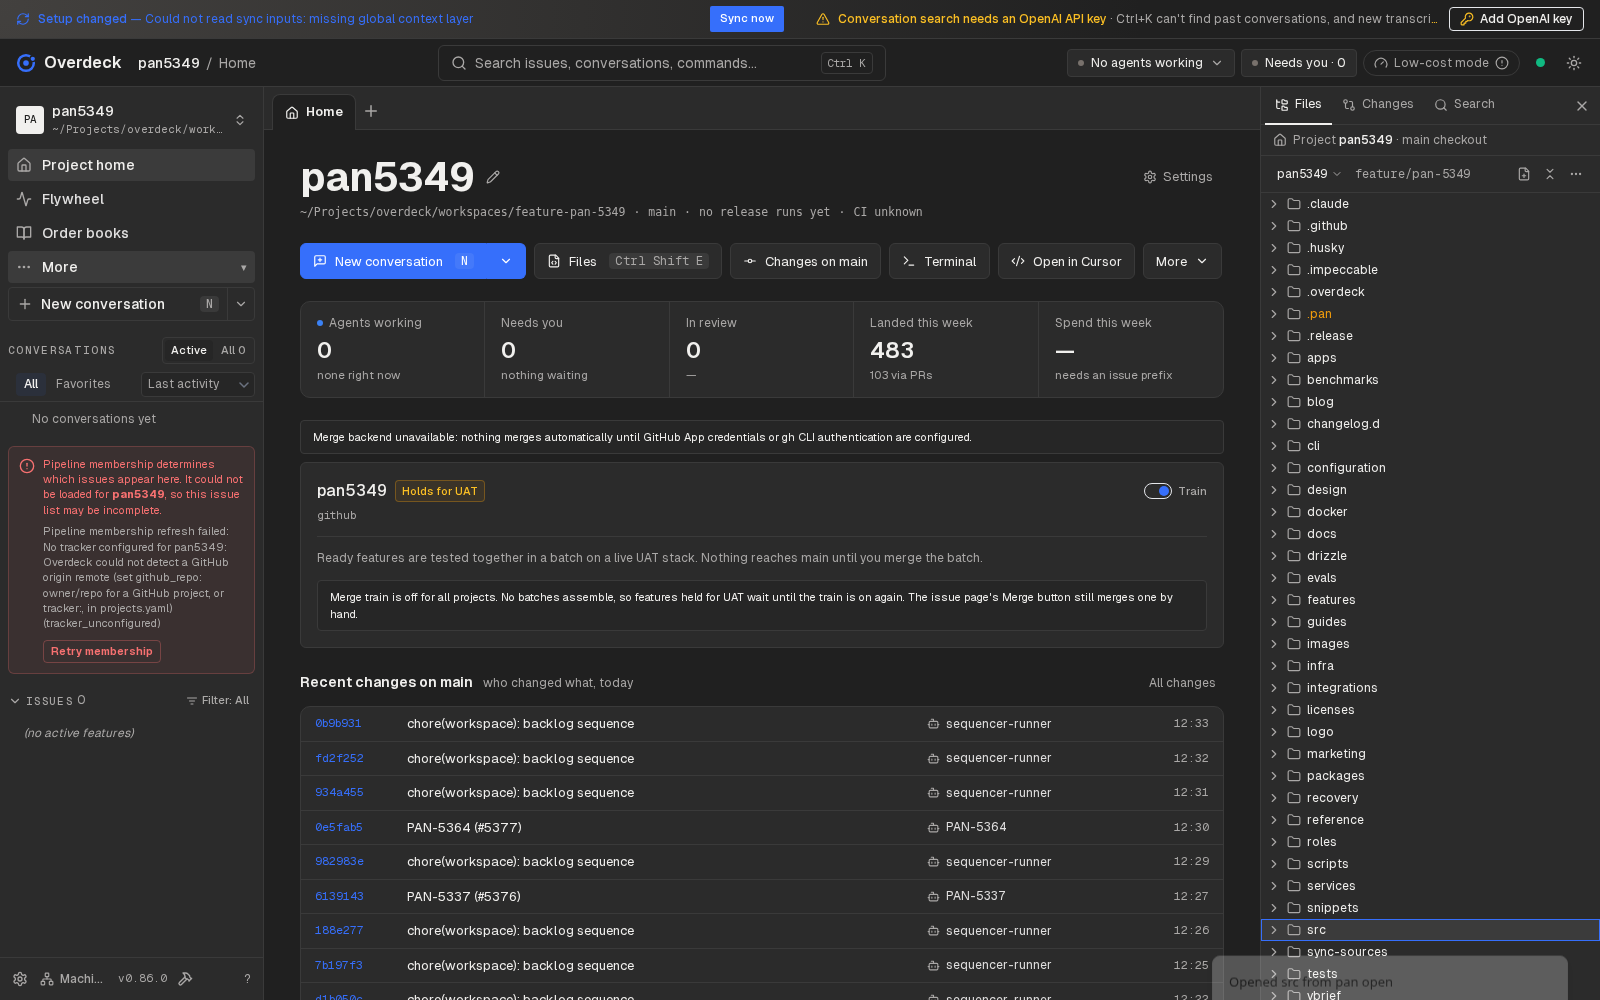 Setup changed — Could not read sync inputs: missing global context layer
Sync now
Conversation search needs an OpenAI API key · Ctrl+K can't find past conversations, and new transcri...
Add OpenAI key
Overdeck
pan5349 / Home
Search issues, conversations, commands...
Ctrl K
No agents working
Needs you · 0
Low-cost mode
PA
pan5349
~/Projects/overdeck/work...
Project home
Flywheel
Order books
More
New conversation
N
CONVERSATIONS
Active
All 0
All
Favorites
Last activity
No conversations yet
Pipeline membership determines
which issues appear here. It could not
be loaded for pan5349, so this issue
list may be incomplete.
Pipeline membership refresh failed:
No tracker configured for pan5349:
Overdeck could not detect a GitHub
origin remote (set github_repo:
owner/repo for a GitHub project, or
tracker:, in projects.yaml)
(tracker_unconfigured)
Retry membership
ISSUES 0
Filter: All
(no active features)
Machi...
v0.86.0
?
Home
pan5349
Settings
~/Projects/overdeck/workspaces/feature-pan-5349 · main · no release runs yet · CI unknown
New conversation N
Files Ctrl Shift E
Changes on main
Terminal
Open in Cursor
More
Agents working
0
none right now
Needs you
0
nothing waiting
In review
0
—
Landed this week
483
103 via PRs
Spend this week
—
needs an issue prefix
Merge backend unavailable: nothing merges automatically until GitHub App credentials or gh CLI authentication are configured.
pan5349
Holds for UAT
Train
github
Ready features are tested together in a batch on a live UAT stack. Nothing reaches main until you merge the batch.
Merge train is off for all projects. No batches assemble, so features held for UAT wait until the train is on again. The issue page's Merge button still merges one by
hand.
Recent changes on main
who changed what, today
All changes
0b9b931 chore(workspace): backlog sequence sequencer-runner 12:33
fd2f252 chore(workspace): backlog sequence sequencer-runner 12:32
934a455 chore(workspace): backlog sequence sequencer-runner 12:31
0e5fab5 PAN-5364 (#5377) PAN-5364 12:30
982983e chore(workspace): backlog sequence sequencer-runner 12:29
6139143 PAN-5337 (#5376) PAN-5337 12:27
188e277 chore(workspace): backlog sequence sequencer-runner 12:26
7b197f3 chore(workspace): backlog sequence sequencer-runner 12:25
d1b050c chore(workspace): backlog sequence sequencer-runner 12:22
Files
Changes
Search
Project pan5349 · main checkout
pan5349
feature/pan-5349
.claude
.github
.husky
.impeccable
.overdeck
.pan
.release
apps
benchmarks
blog
changelog.d
cli
configuration
design
docker
docs
drizzle
evals
features
guides
images
infra
integrations
licenses
logo
marketing
packages
recovery
reference
roles
scripts
services
snippets
src
sync-sources
tests
vbrief
Opened src from pan open